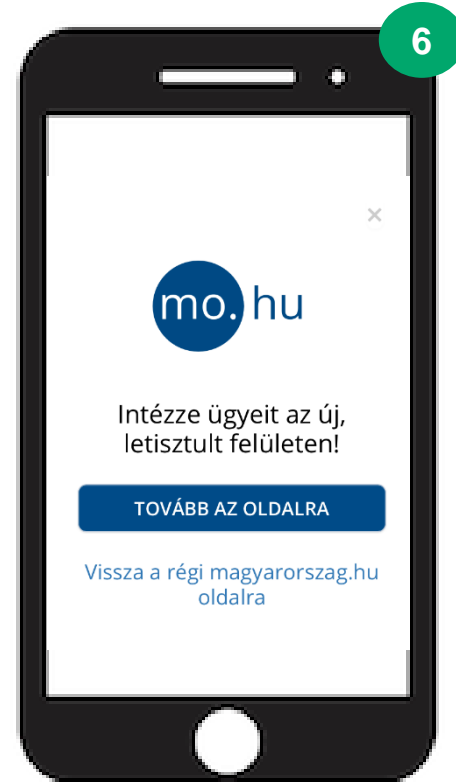 6
×
mo.hu
Intézze ügyeit az új,
letisztult felületen!
TOVÁBB AZ OLDALRA
Vissza a régi magyarorszag.hu
oldalra